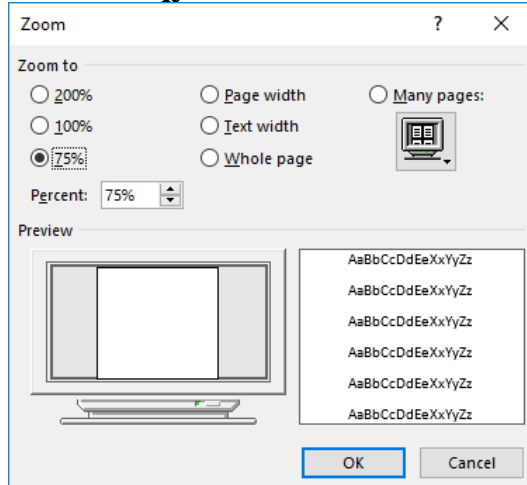 Zoom ?
Zoom to
200% Page width Many pages:
100% Text width
75% Whole page
Percent: 75%
Preview
AaBbCcDdEeXxYyZz
AaBbCcDdEeXxYyZz
AaBbCcDdEeXxYyZz
AaBbCcDdEeXxYyZz
AaBbCcDdEeXxYyZz
AaBbCcDdEeXxYyZz
OK Cancel